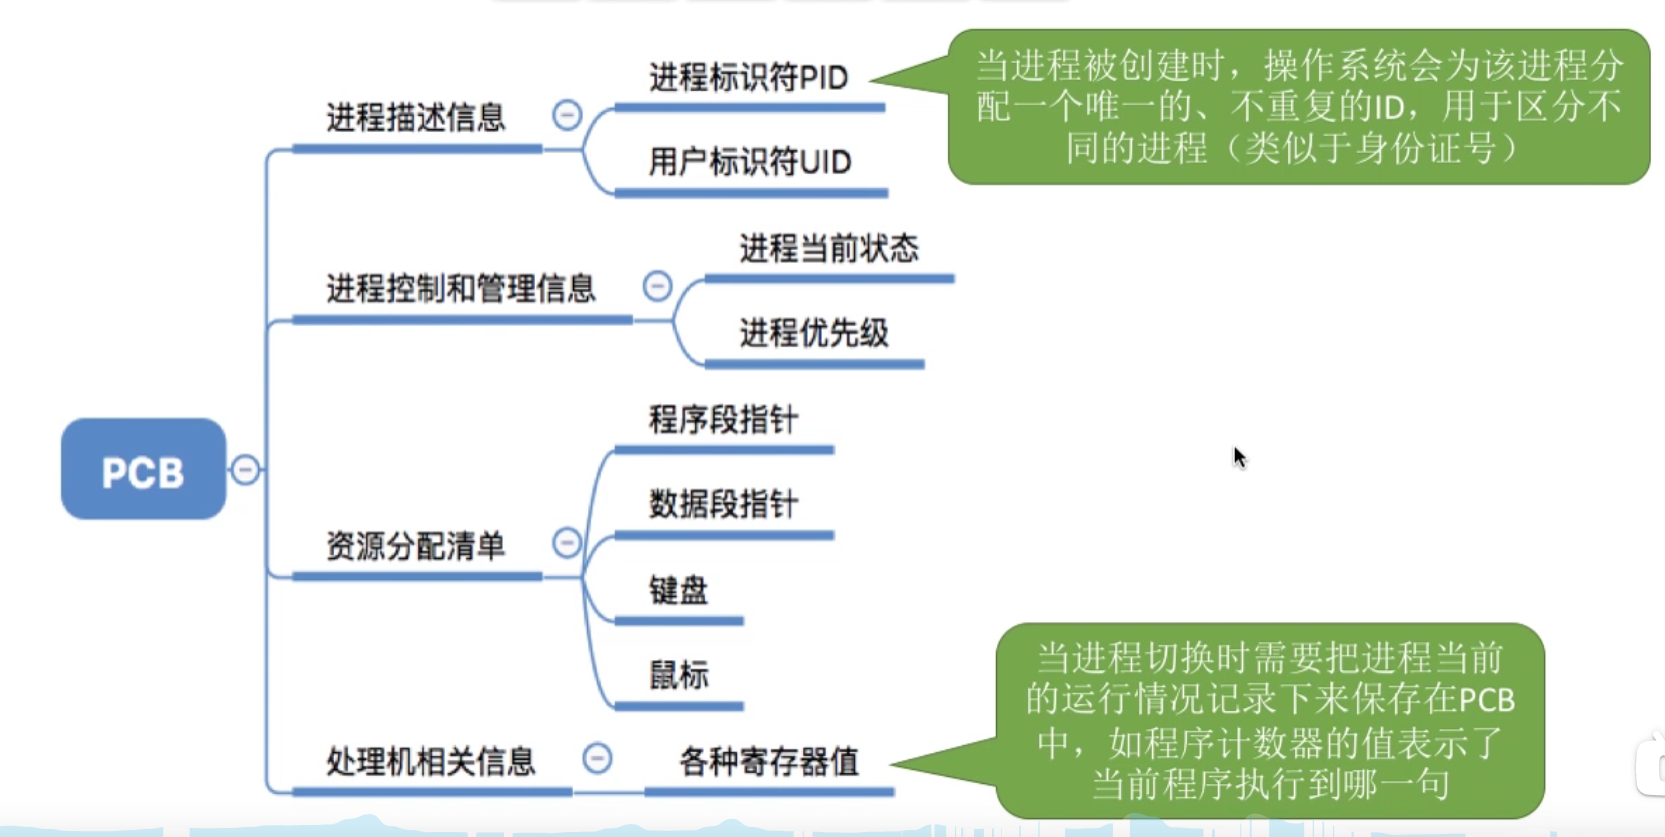 进程标识符PID
当进程被创建时，操作系统会为该进程分
配一个唯一的、不重复的ID，用于区分不
同的进程（类似于身份证号）
进程描述信息
用户标识符UID
进程当前状态
进程控制和管理信息
进程优先级
程序段指针
PCB
数据段指针
资源分配清单
键盘
鼠标
当进程切换时需要把进程当前
的运行情况记录下来保存在PCB
中，如程序计数器的值表示了
当前程序执行到哪一句
处理机相关信息
各种寄存器值